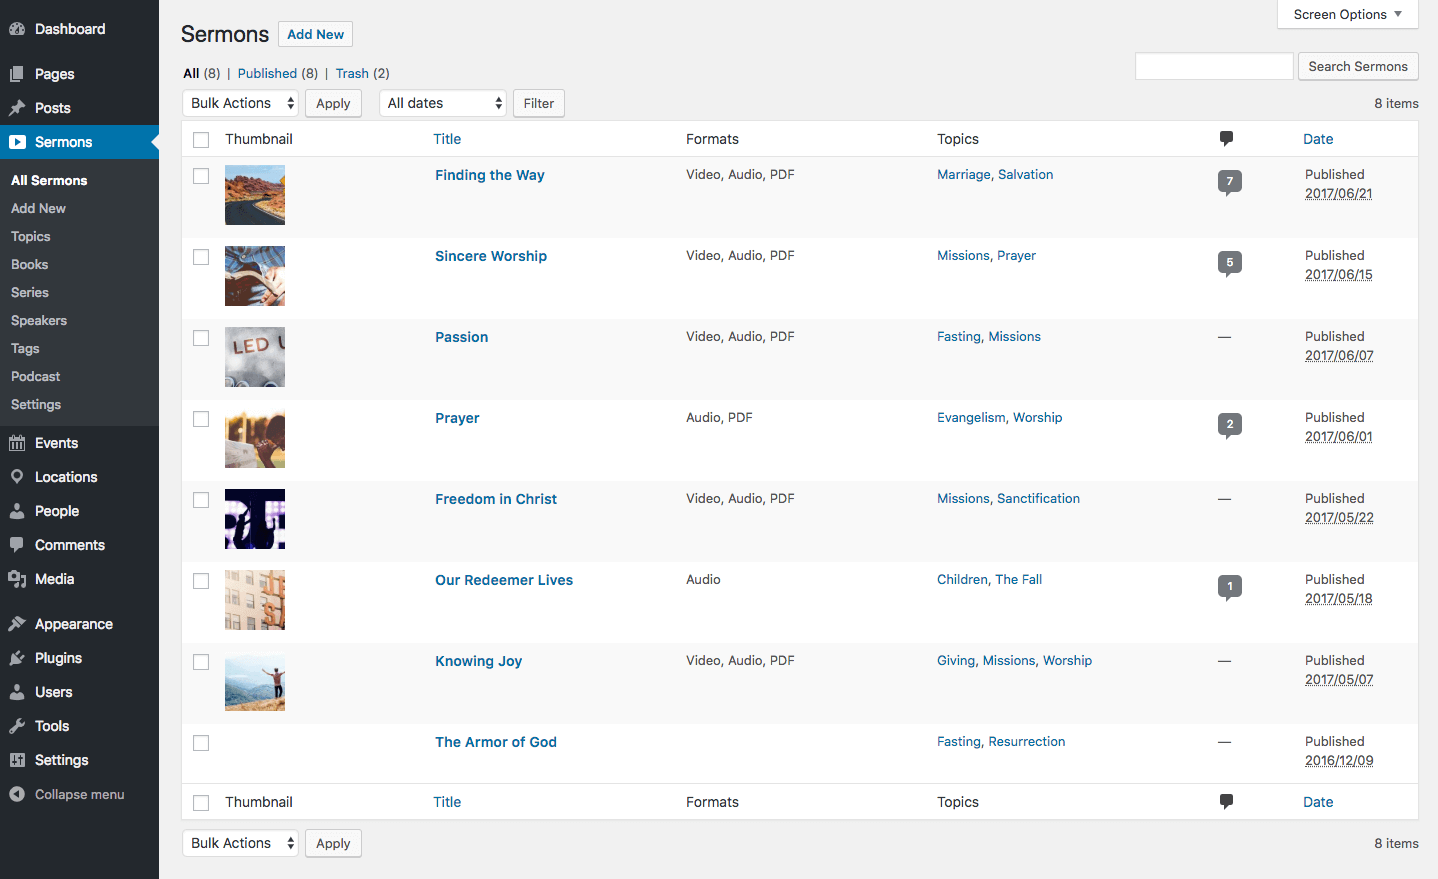 Dashboard
Pages
Posts
Sermons
All Sermons
Add New
Topics
Books
Series
Speakers
Tags
Podcast
Settings
Events
Locations
People
Comments
Media
Appearance
Plugins
Users
Tools
Settings
Collapse menu
Screen Options
Sermons Add New
All (8) | Published (8) | Trash (2)
Search Sermons
Bulk Actions Apply All dates Filter 8 items
Thumbnail Title Formats Topics Date
Finding the Way Video, Audio, PDF Marriage, Salvation 7 Published
2017/06/21
Sincere Worship Video, Audio, PDF Missions, Prayer 5 Published
2017/06/15
LED Passion Video, Audio, PDF Fasting, Missions — Published
2017/06/07
Prayer Audio, PDF Evangelism, Worship 2 Published
2017/06/01
Freedom in Christ Video, Audio, PDF Missions, Sanctification — Published
2017/05/22
Our Redeemer Lives Audio Children, The Fall 1 Published
2017/05/18
Knowing Joy Video, Audio, PDF Giving, Missions, Worship — Published
2017/05/07
The Armor of God Fasting, Resurrection — Published
2016/12/09
Thumbnail Title Formats Topics Date
Bulk Actions Apply 8 items